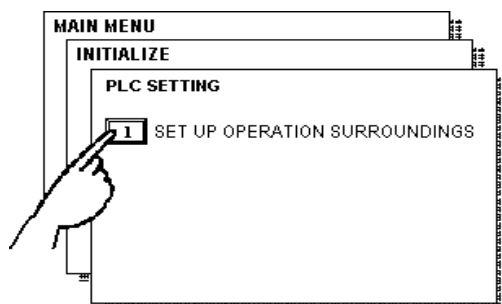 MAIN MENU
INITIALIZE
PLC SETTING
1 SET UP OPERATION SURROUNDINGS